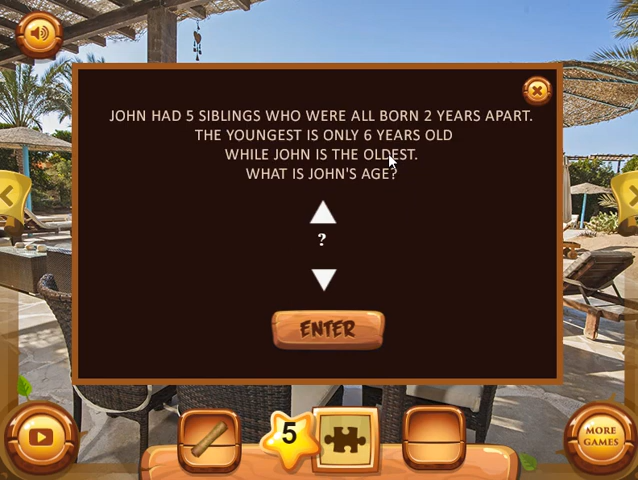 JOHN HAD 5 SIBLINGS WHO WERE ALL BORN 2 YEARS APART.
THE YOUNGEST IS ONLY 6 YEARS OLD
WHILE JOHN IS THE OLDEST.
WHAT IS JOHN'S AGE?
?
ENTER
5
MORE
GAMES